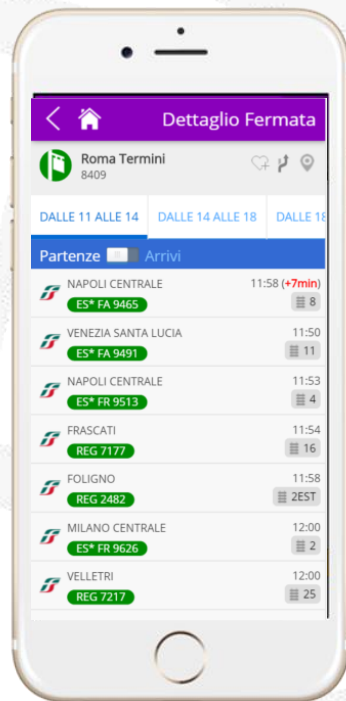 Dettaglio Fermata
Roma Termini
8409
DALLE 11 ALLE 14 DALLE 14 ALLE 18 DALLE 18
Partenze Arrivi
NAPOLI CENTRALE 11:58 (+7min)
ES* FA 9465 8
VENEZIA SANTA LUCIA 11:50
ES* FA 9491 11
NAPOLI CENTRALE 11:53
ES* FR 9513 4
FRASCATI 11:54
REG 7177 16
FOLIGNO 11:58
REG 2482 2EST
MILANO CENTRALE 12:00
ES* FR 9626 2
VELLETRI 12:00
REG 7217 25